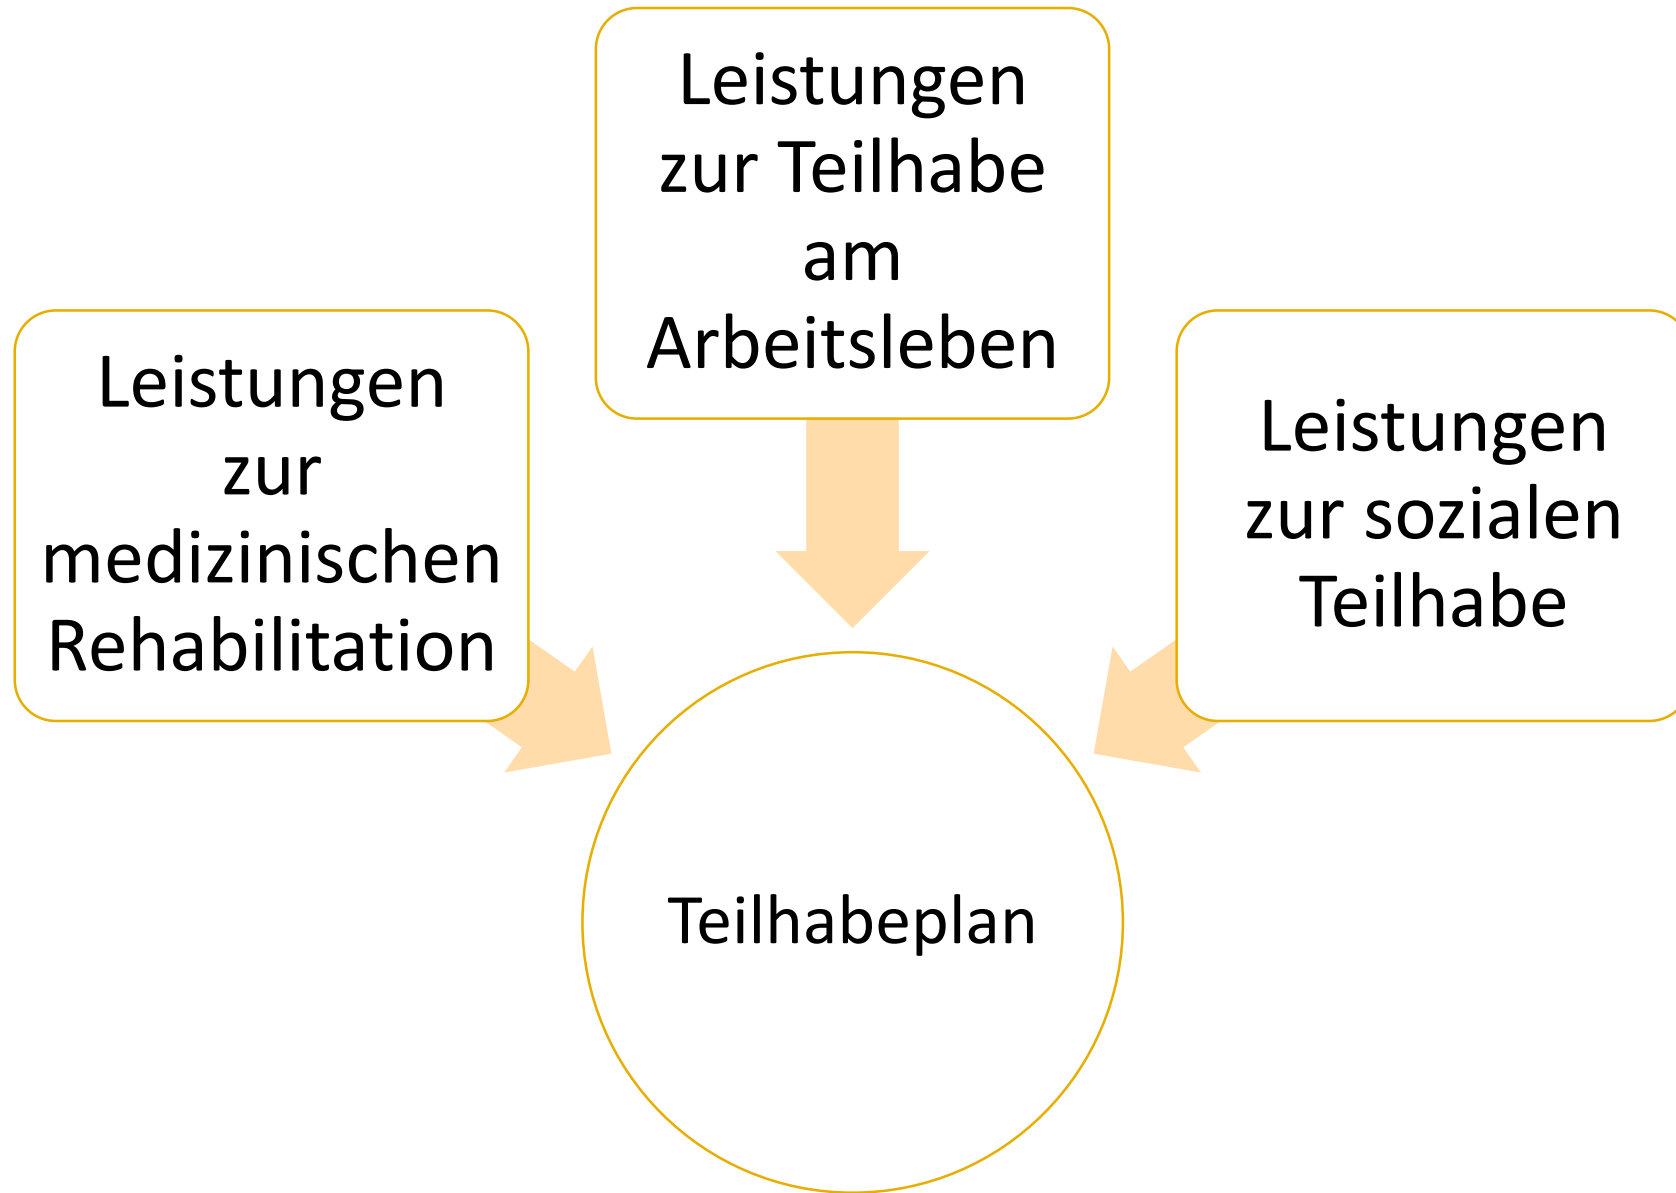 Leistungen
zur Teilhabe
am
Arbeitsleben
Leistungen
zur
medizinischen
Rehabilitation
Leistungen
zur sozialen
Teilhabe
Teilhabeplan